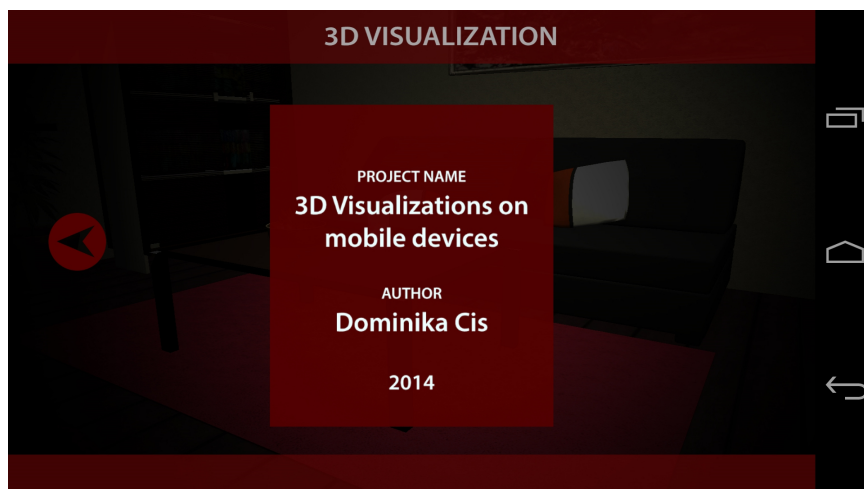 3D VISUALIZATION
PROJECT NAME
3D Visualizations on
mobile devices
AUTHOR
Dominika Cis
2014